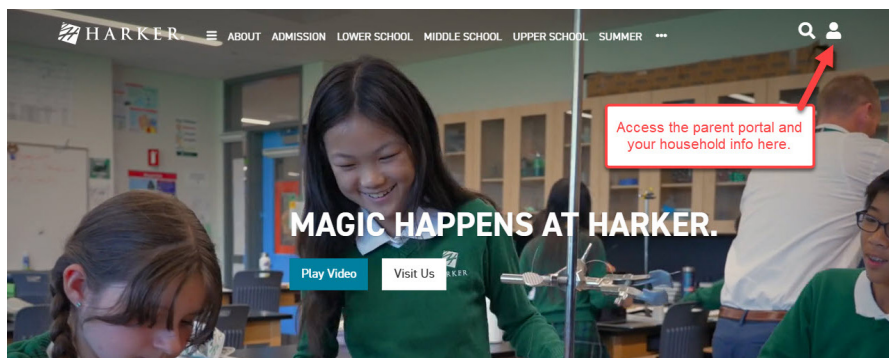 HARKER.
ABOUT ADMISSION LOWER SCHOOL MIDDLE SCHOOL UPPER SCHOOL SUMMER •••
Access the parent portal and
your household info here.
MAGIC HAPPENS AT HARKER.
Play Video Visit Us